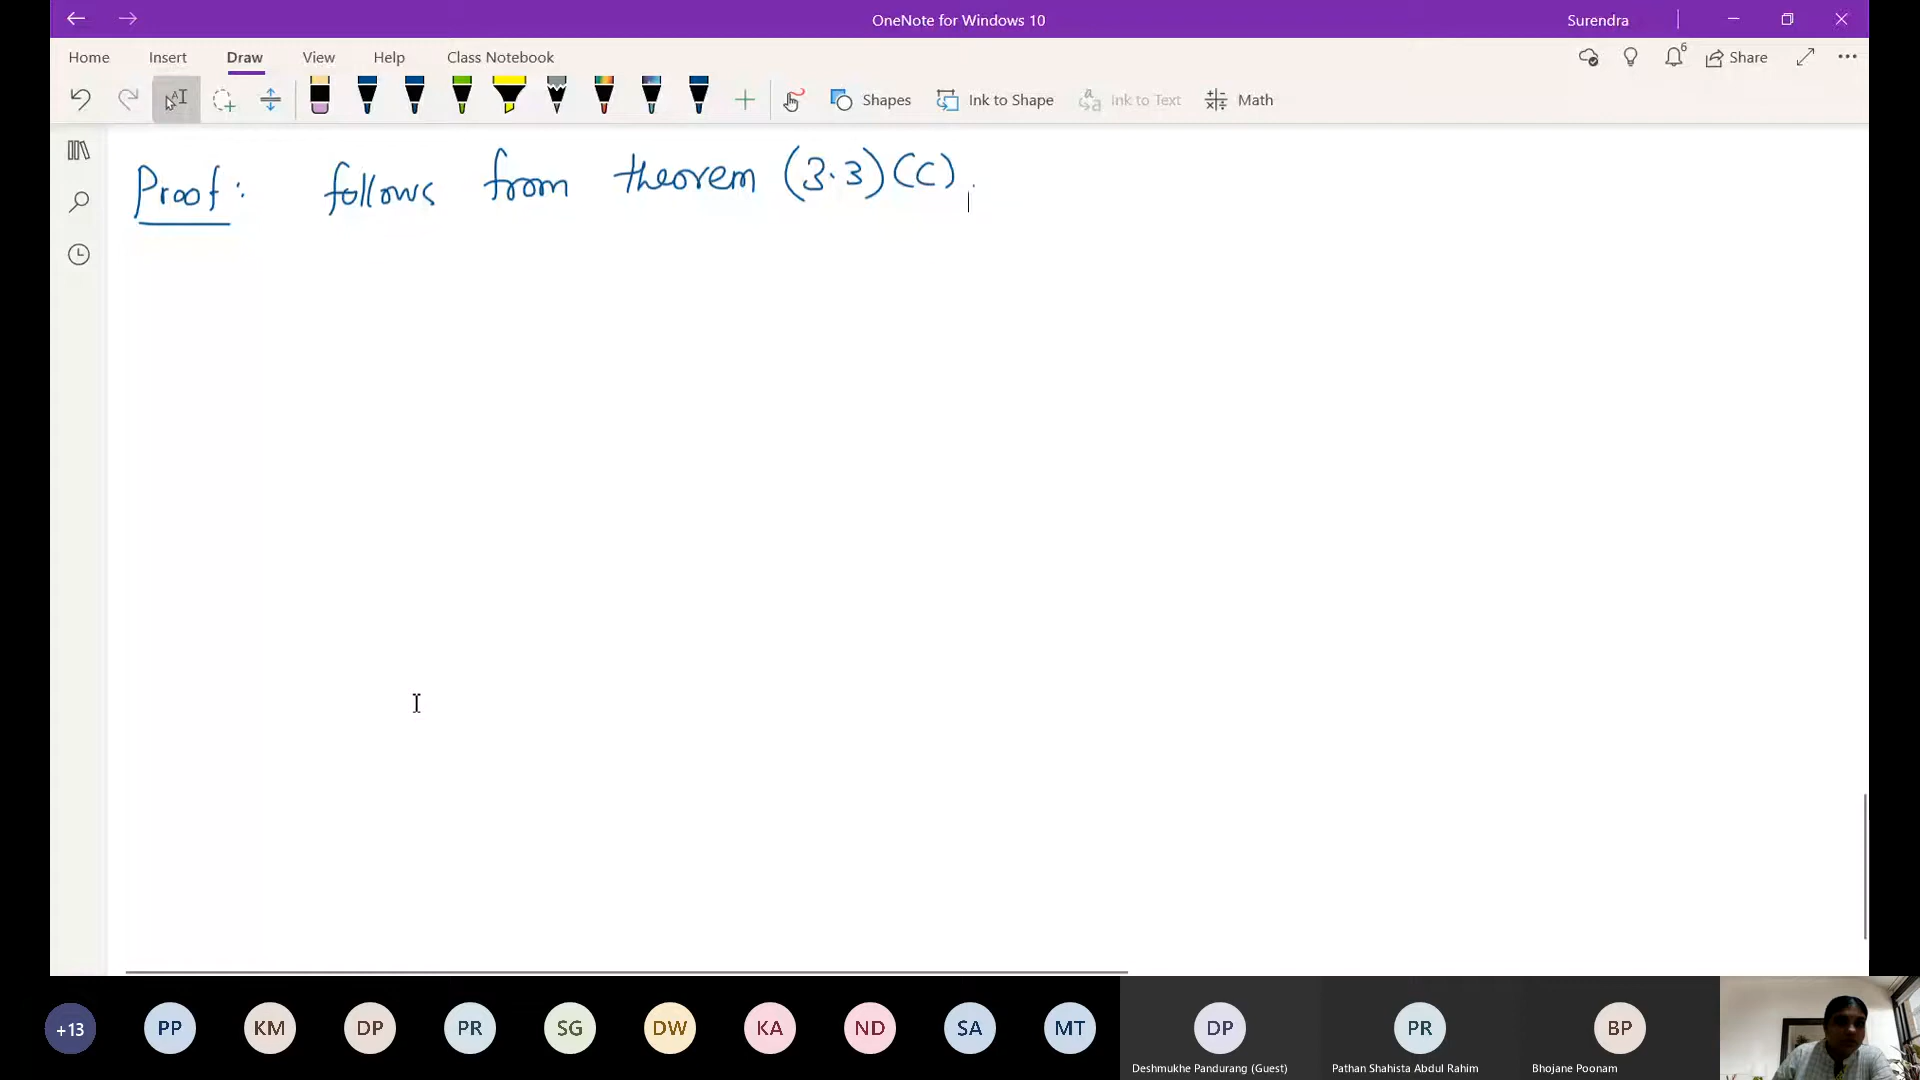 OneNote for Windows 10
Surendra
Home Insert Draw View Help Class Notebook
6
Share
Shapes Ink to Shape Ink to Text Math
Proof: follows from theorem (3.3)(c).
+13 PP KM DP PR SG DW KA ND SA MT DP PR BP
Deshmukhe Pandurang (Guest) Pathan Shahista Abdul Rahim Bhojane Poonam